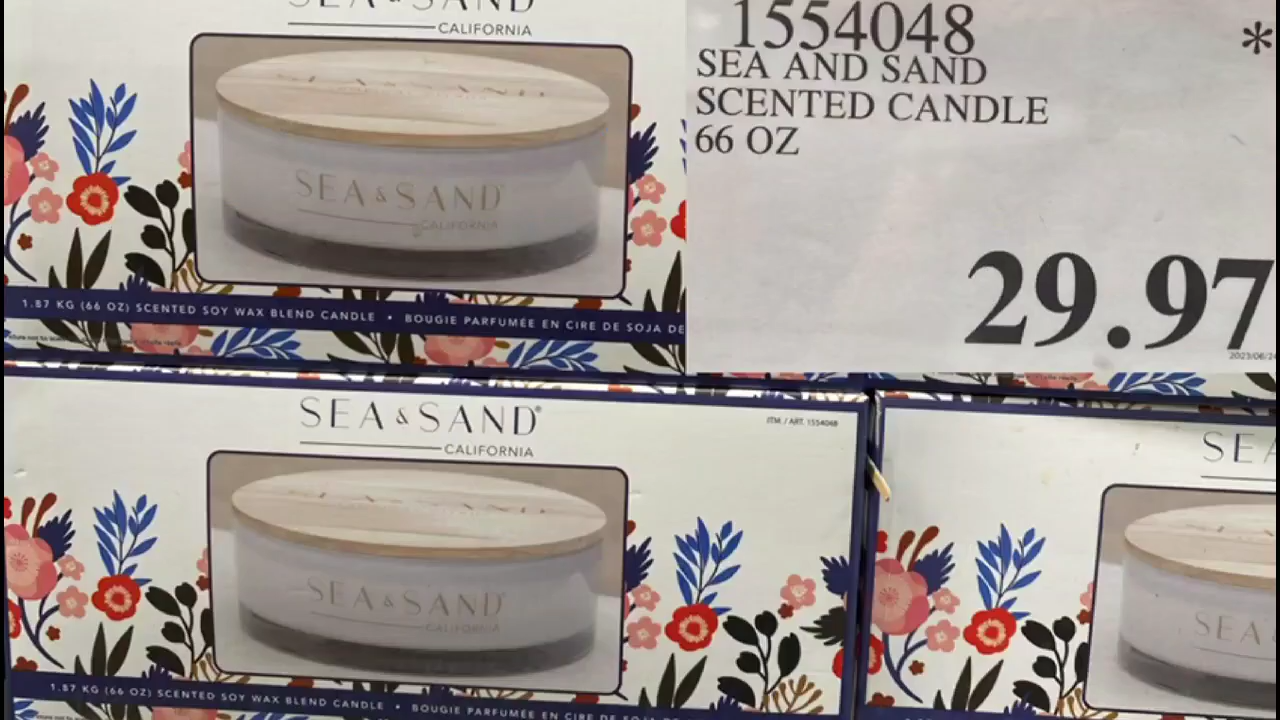 SEA & SAND
CALIFORNIA
SEA & SAND
CALIFORNIA
1.87 KG (66 OZ) SCENTED SOY WAX BLEND CANDLE • BOUGIE PARFUMÉE EN CIRE DE SOJA DE
1554048
*
SEA AND SAND
SCENTED CANDLE
66 OZ
29.97
SEA & SAND®
CALIFORNIA
ITM. / ART. 1554048
SEA & SAND
CALIFORNIA
1.87 KG (66 OZ) SCENTED SOY WAX BLEND CANDLE • BOUGIE PARFUMÉE EN CIRE DE SOJA
SEA
SEA